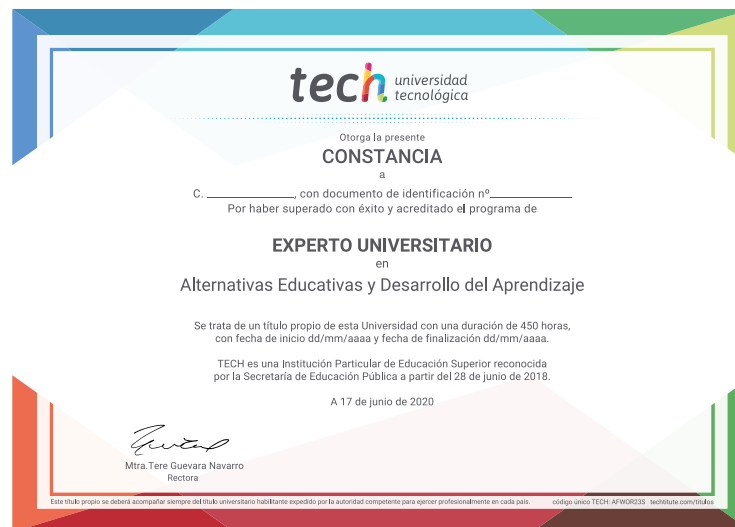 tech universidad
tecnológica
Otorga la presente
CONSTANCIA
a
C. ______________, con documento de identificación nº_____________
Por haber superado con éxito y acreditado el programa de
EXPERTO UNIVERSITARIO
en
Alternativas Educativas y Desarrollo del Aprendizaje
Se trata de un título propio de esta Universidad con una duración de 450 horas,
con fecha de inicio dd/mm/aaaa y fecha de finalización dd/mm/aaaa.
TECH es una Institución Particular de Educación Superior reconocida
por la Secretaría de Educación Pública a partir del 28 de junio de 2018.
A 17 de junio de 2020
Mtra.Tere Guevara Navarro
Rectora
Este título propio se deberá acompañar siempre del título universitario habilitante expedido por la autoridad competente para ejercer profesionalmente en cada país. código único TECH: AFWOR23S techtitute.com/titulos